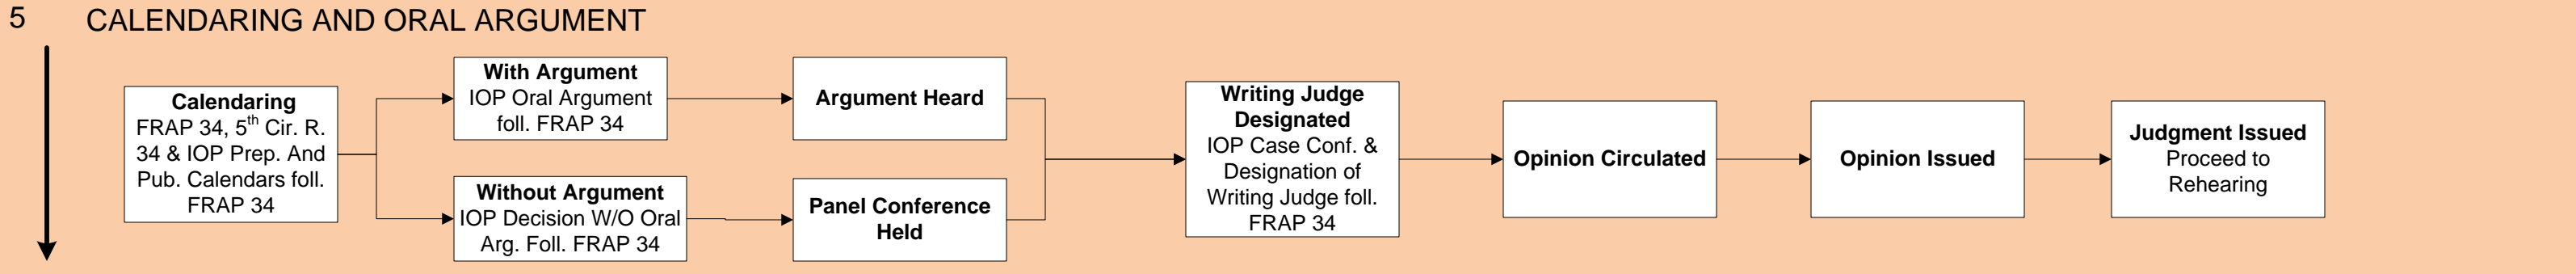 5 CALENDARING AND ORAL ARGUMENT
Calendaring
FRAP 34, 5th Cir. R.
34 & IOP Prep. And
Pub. Calendars foll.
FRAP 34
With Argument
IOP Oral Argument
foll. FRAP 34
Argument Heard
Without Argument
IOP Decision W/O Oral
Arg. Foll. FRAP 34
Panel Conference
Held
Writing Judge
Designated
IOP Case Conf. &
Designation of
Writing Judge foll.
FRAP 34
Opinion Circulated
Opinion Issued
Judgment Issued
Proceed to
Rehearing